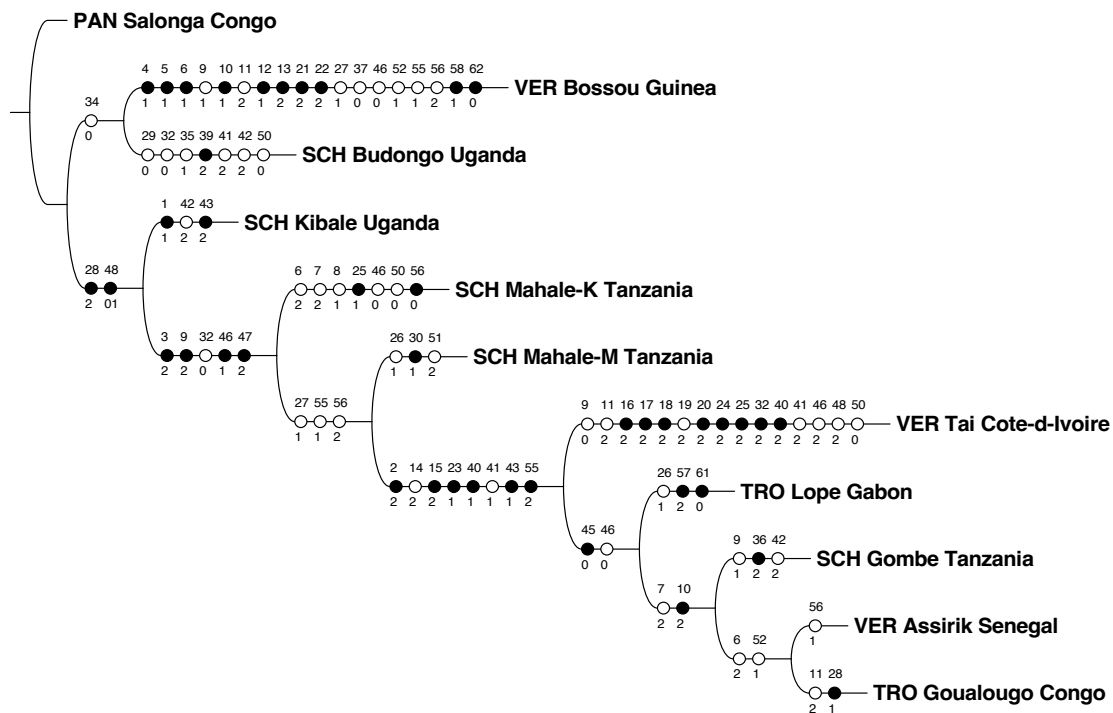 PAN Salonga Congo
4 5 6 9 10 11 12 13 21 22 27 37 46 52 55 56 58 62
VER Bossou Guinea
1 1 1 1 1 2 1 2 2 2 1 0 0 1 1 2 1 0
34
0
29 32 35 39 41 42 50
SCH Budongo Uganda
0 0 1 2 2 2 0
1 42 43
SCH Kibale Uganda
1 2 2
28 48
2 01
6 7 8 25 46 50 56
SCH Mahale-K Tanzania
2 2 1 1 0 0 0
3 9 32 46 47
2 2 0 1 2
26 30 51
SCH Mahale-M Tanzania
1 1 2
27 55 56
1 1 2
9 11 16 17 18 19 20 24 25 32 40 41 46 48 50
VER Tai Cote-d-Ivoire
0 2 2 2 2 2 2 2 2 2 2 2 2 2 0
2 14 15 23 40 41 43 55
2 2 2 1 1 1 1 2
26 57 61
TRO Lope Gabon
1 2 0
45 46
0 0
9 36 42
SCH Gombe Tanzania
1 2 2
7 10
2 2
56
VER Assirik Senegal
1
6 52
2 1
11 28
TRO Goualougo Congo
2 1